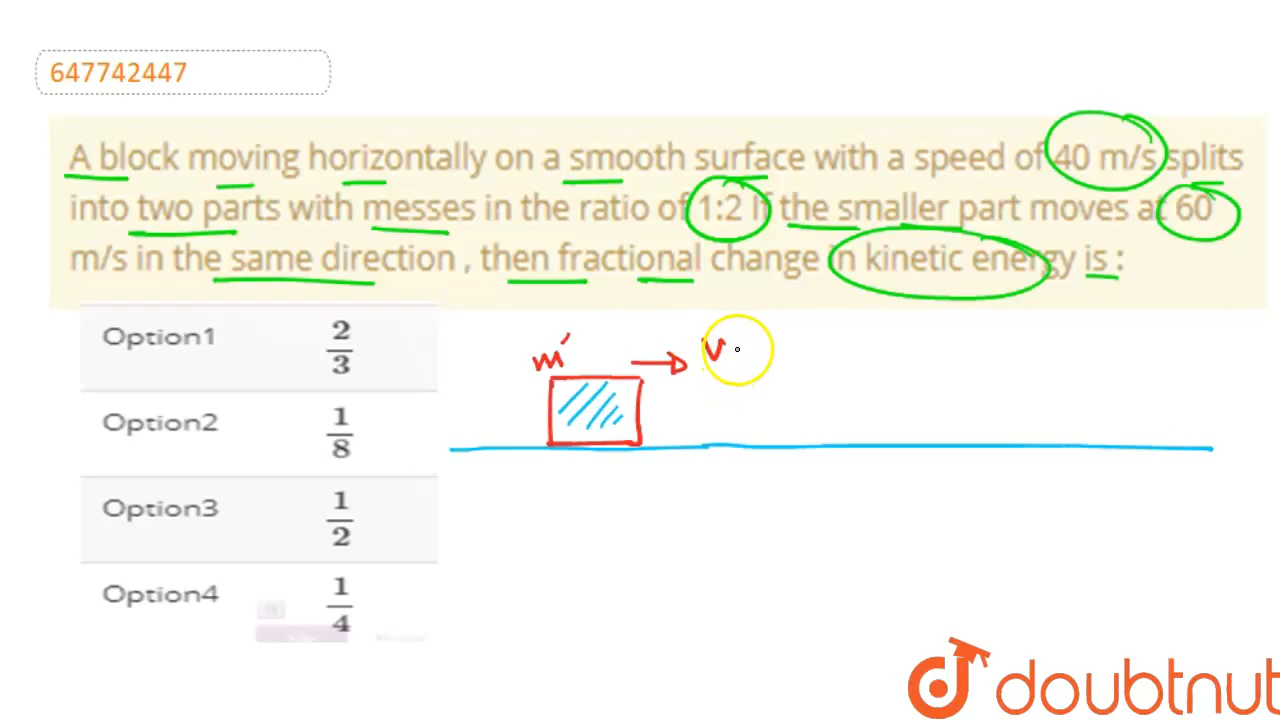 647742447
A block moving horizontally on a smooth surface with a speed of 40 m/s splits
into two parts with messes in the ratio of 1:2 If the smaller part moves at 60
m/s in the same direction , then fractional change in kinetic energy is :
Option1 2/3
m' → v
Option2 1/8
Option3 1/2
Option4 1/4
doubtnut